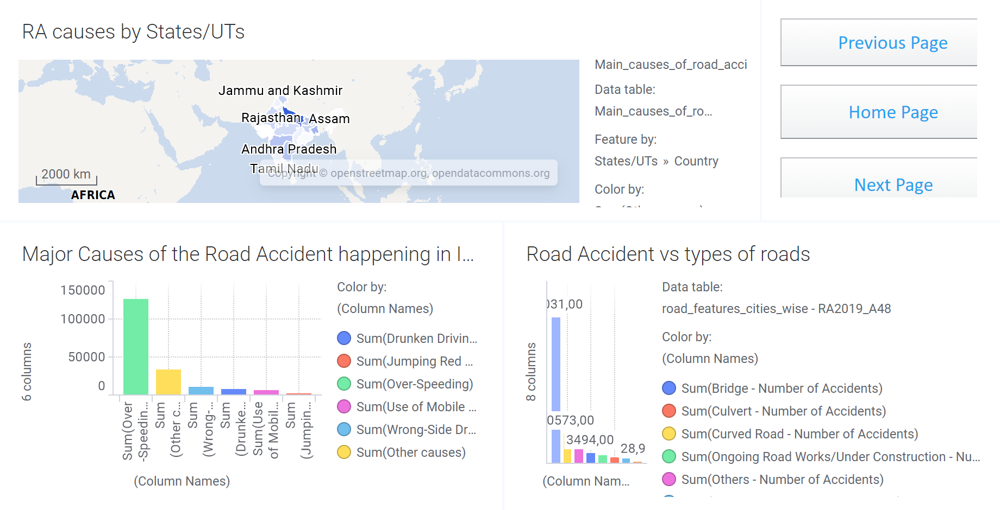 RA causes by States/UTs
Jammu and Kashmir
Rajasthan
Assam
Andhra Pradesh
Tamil Nadu
Copyright © openstreetmap.org, opendatacommons.org
2000 km
AFRICA
Main_causes_of_road_acci
Data table:
Main_causes_of_ro...
Feature by:
States/UTs » Country
Color by:
Previous Page
Home Page
Next Page
Major Causes of the Road Accident happening in I...
6 columns
150000
100000
50000
0
Sum(Over
-Speedin...
Sum
(Other c...
Sum
(Wrong-...
Sum
(Drunke...
Sum(Use
of Mobil...
Sum
(Jumpin...
(Column Names)
Color by:
(Column Names)
Sum(Drunken Drivin...
Sum(Jumping Red ...
Sum(Over-Speeding)
Sum(Use of Mobile ...
Sum(Wrong-Side Dr...
Sum(Other causes)
Road Accident vs types of roads
8 columns
031,00
0573,00
3494,00
28,9
(Column Nam...
Data table:
road_features_cities_wise - RA2019_A48
Color by:
(Column Names)
Sum(Bridge - Number of Accidents)
Sum(Culvert - Number of Accidents)
Sum(Curved Road - Number of Accidents)
Sum(Ongoing Road Works/Under Construction - Nu...
Sum(Others - Number of Accidents)